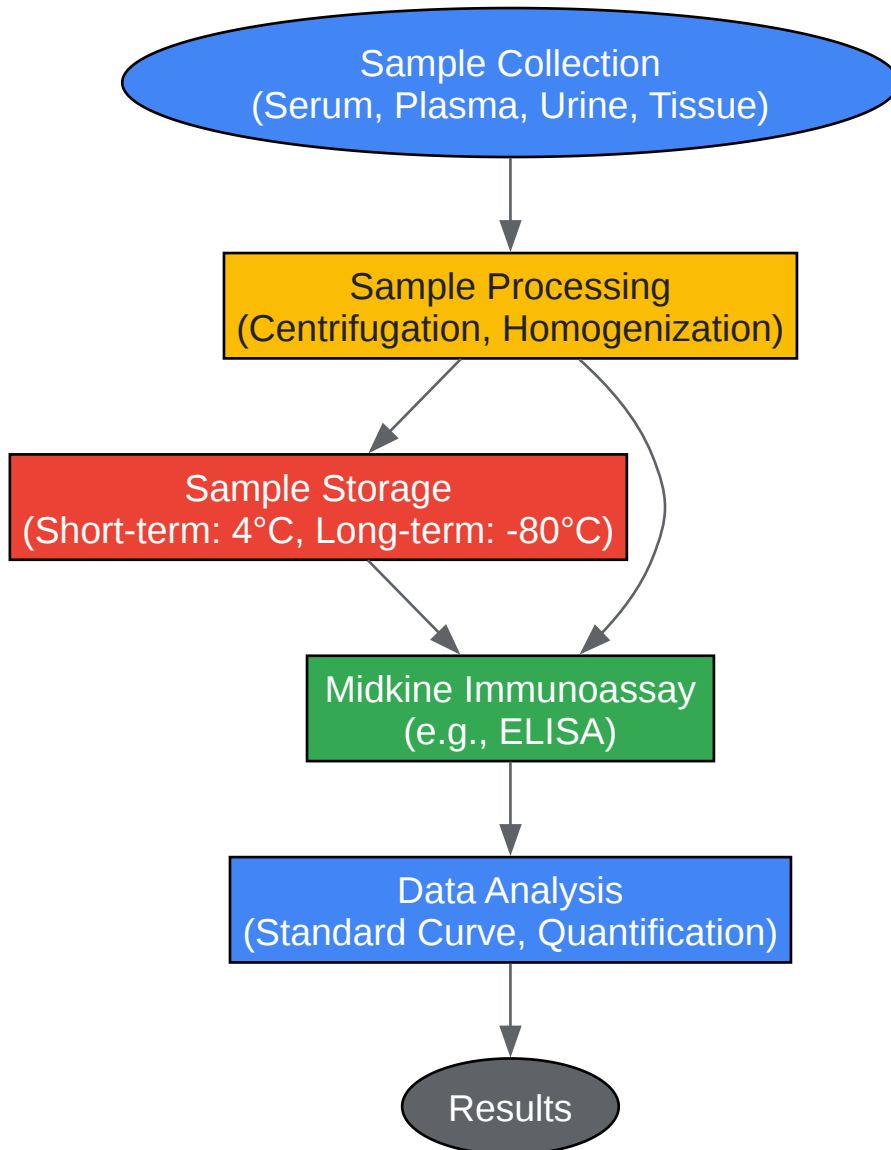 Sample Collection
(Serum, Plasma, Urine, Tissue)
Sample Processing
(Centrifugation, Homogenization)
Sample Storage
(Short-term: 4°C, Long-term: -80°C)
Midkine Immunoassay
(e.g., ELISA)
Data Analysis
(Standard Curve, Quantification)
Results